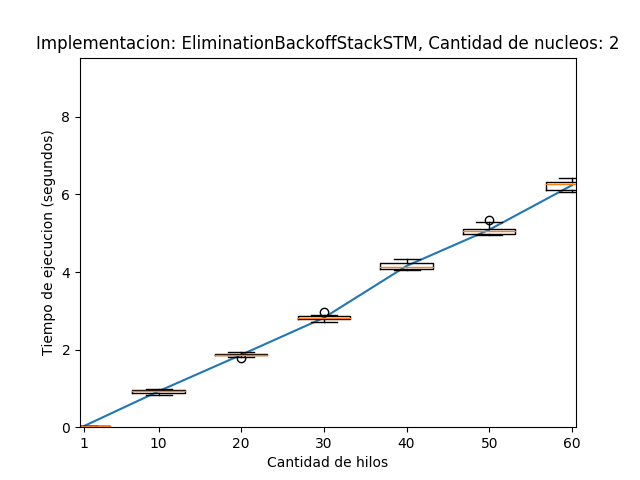 Implementacion: EliminationBackoffStackSTM, Cantidad de nucleos: 2
Tiempo de ejecucion (segundos)
8
6
4
2
0
1 10 20 30 40 50 60
Cantidad de hilos